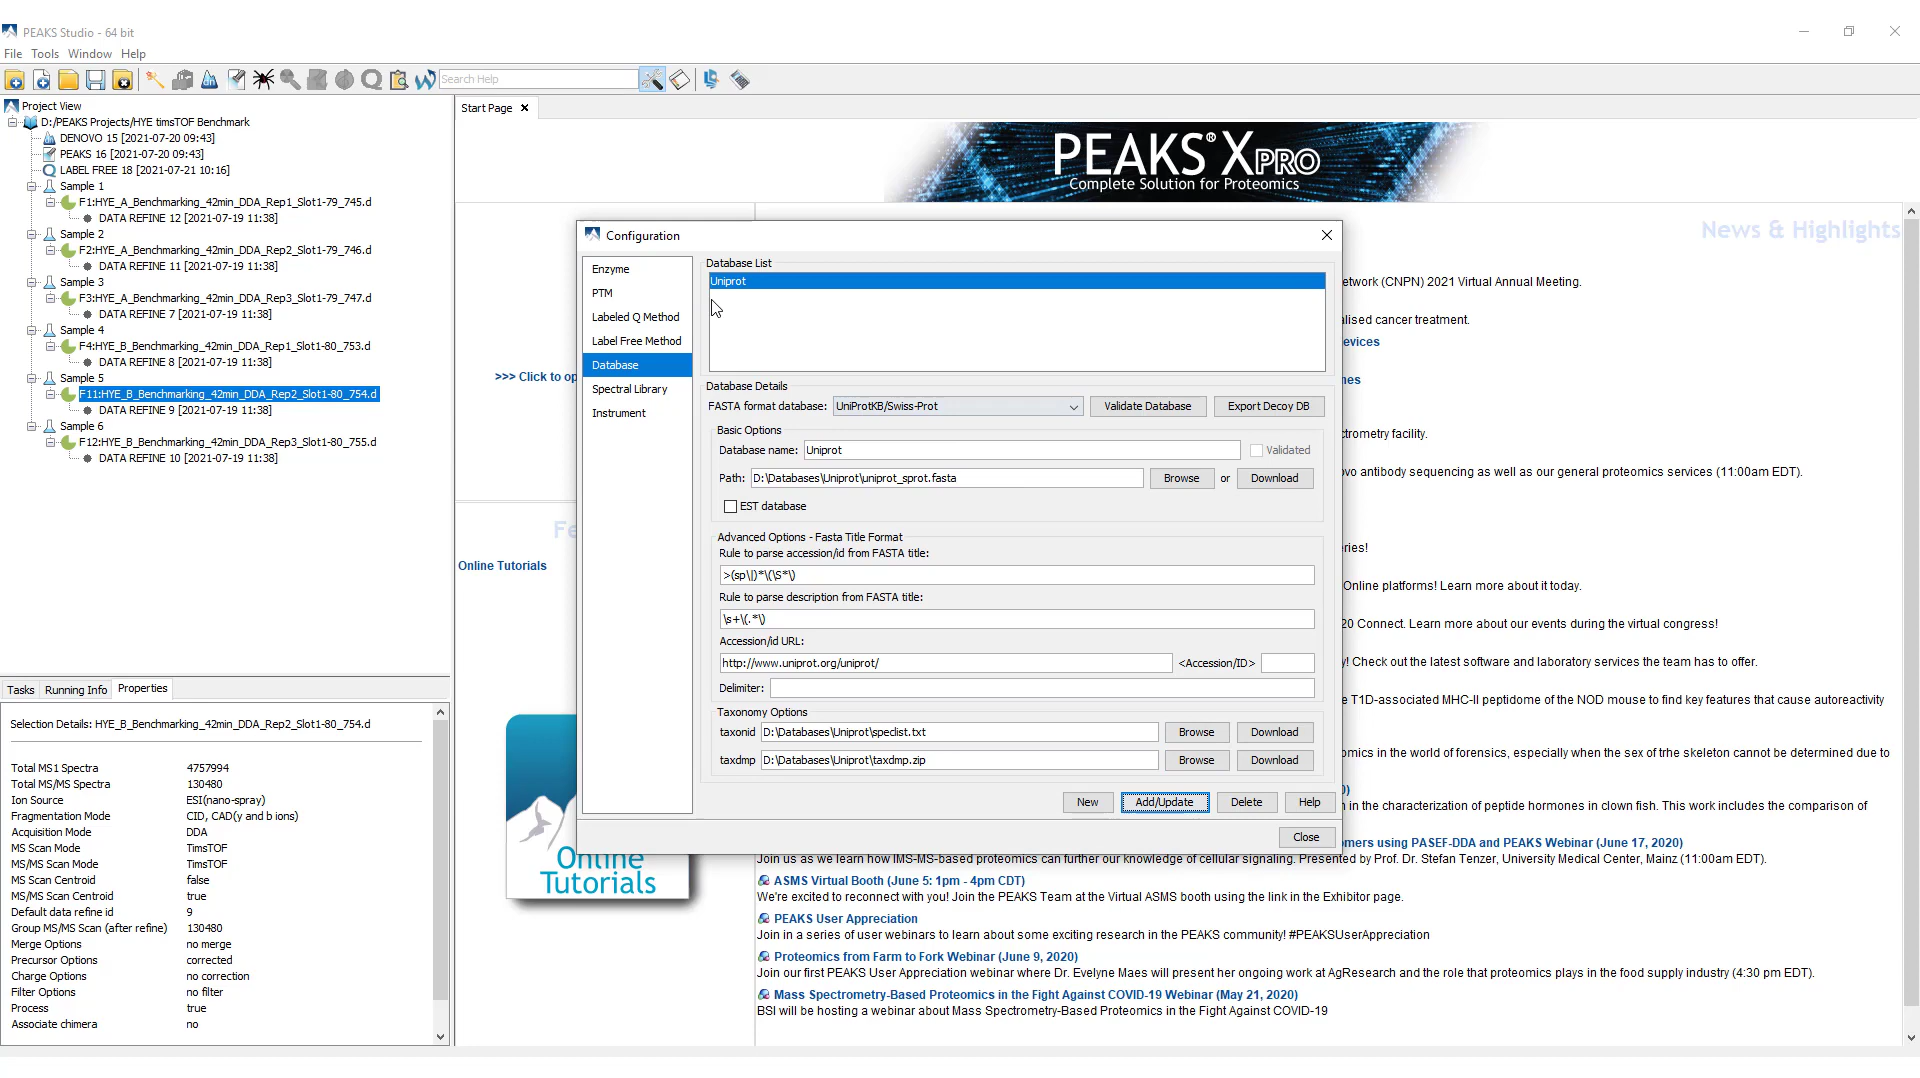 PEAKS Studio - 64 bit
File Tools Window Help
Search Help
Project View
D:/PEAKS Projects/HYE timsTOF Benchmark
DENOVO 15 [2021-07-20 09:43]
PEAKS 16 [2021-07-20 09:43]
LABEL FREE 18 [2021-07-21 10:16]
Sample 1
F1:HYE_A_Benchmarking_42min_DDA_Rep1_Slot1-79_745.d
DATA REFINE 12 [2021-07-19 11:38]
Sample 2
F2:HYE_A_Benchmarking_42min_DDA_Rep2_Slot1-79_746.d
DATA REFINE 11 [2021-07-19 11:38]
Sample 3
F3:HYE_A_Benchmarking_42min_DDA_Rep3_Slot1-79_747.d
DATA REFINE 7 [2021-07-19 11:38]
Sample 4
F4:HYE_B_Benchmarking_42min_DDA_Rep1_Slot1-80_753.d
DATA REFINE 8 [2021-07-19 11:38]
Sample 5
F11:HYE_B_Benchmarking_42min_DDA_Rep2_Slot1-80_754.d
DATA REFINE 9 [2021-07-19 11:38]
Sample 6
F12:HYE_B_Benchmarking_42min_DDA_Rep3_Slot1-80_755.d
DATA REFINE 10 [2021-07-19 11:38]
Tasks Running Info Properties
Selection Details: HYE_B_Benchmarking_42min_DDA_Rep2_Slot1-80_754.d
Total MS1 Spectra 4757994
Total MS/MS Spectra 130480
Ion Source ESI(nano-spray)
Fragmentation Mode CID, CAD(y and b ions)
Acquisition Mode DDA
MS Scan Mode TimsTOF
MS/MS Scan Mode TimsTOF
MS Scan Centroid false
MS/MS Scan Centroid true
Default data refine id 9
Group MS/MS Scan (after refine) 130480
Merge Options no merge
Precursor Options corrected
Charge Options no correction
Filter Options no filter
Process true
Associate chimera no
Start Page
PEAKS® XPRO
Complete Solution for Proteomics
News & Highlights
>>> Click to op
Fe
Online Tutorials
Online
Tutorials
Configuration
Enzyme
PTM
Labeled Q Method
Label Free Method
Database
Spectral Library
Instrument
Database List
Uniprot
Database Details
FASTA format database: UniProtKB/Swiss-Prot Validate Database Export Decoy DB
Basic Options
Database name: Uniprot Validated
Path: D:\Databases\Uniprot\uniprot_sprot.fasta Browse or Download
EST database
Advanced Options - Fasta Title Format
Rule to parse accession/id from FASTA title:
>(sp\|)*\(\S*\)
Rule to parse description from FASTA title:
\s+\(.*\)
Accession/id URL:
http://www.uniprot.org/uniprot/ <Accession/ID>
Delimiter:
Taxonomy Options
taxonid D:\Databases\Uniprot\speclist.txt Browse Download
taxdmp D:\Databases\Uniprot\taxdmp.zip Browse Download
New Add/Update Delete Help
Close
etwork (CNPN) 2021 Virtual Annual Meeting.
alised cancer treatment.
evices
nes
ctrometry facility.
ovo antibody sequencing as well as our general proteomics services (11:00am EDT).
ries!
Online platforms! Learn more about it today.
20 Connect. Learn more about our events during the virtual congress!
y! Check out the latest software and laboratory services the team has to offer.
e T1D-associated MHC-II peptidome of the NOD mouse to find key features that cause autoreactivity
omics in the world of forensics, especially when the sex of trhe skeleton cannot be determined due to
0)
n in the characterization of peptide hormones in clown fish. This work includes the comparison of
omers using PASEF-DDA and PEAKS Webinar (June 17, 2020)
Join us as we learn how IMS-MS-based proteomics can further our knowledge of cellular signaling. Presented by Prof. Dr. Stefan Tenzer, University Medical Center, Mainz (11:00am EDT).
ASMS Virtual Booth (June 5: 1pm - 4pm CDT)
We're excited to reconnect with you! Join the PEAKS Team at the Virtual ASMS booth using the link in the Exhibitor page.
PEAKS User Appreciation
Join in a series of user webinars to learn about some exciting research in the PEAKS community! #PEAKSUserAppreciation
Proteomics from Farm to Fork Webinar (June 9, 2020)
Join our first PEAKS User Appreciation webinar where Dr. Evelyne Maes will present her ongoing work at AgResearch and the role that proteomics plays in the food supply industry (4:30 pm EDT).
Mass Spectrometry-Based Proteomics in the Fight Against COVID-19 Webinar (May 21, 2020)
BSI will be hosting a webinar about Mass Spectrometry-Based Proteomics in the Fight Against COVID-19